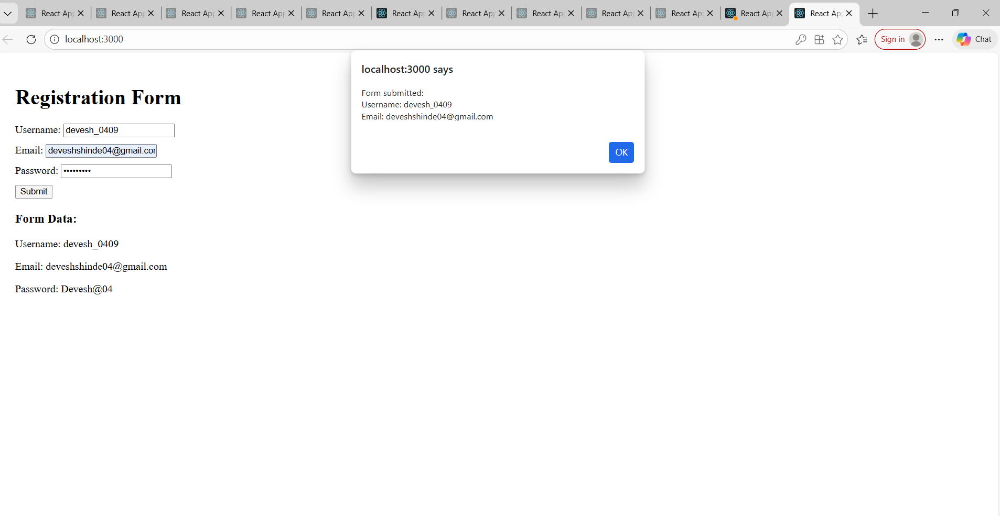 React Ap React Ap React Ap React Ap React Ap React Ap React Ap React Ap React Ap React Ap React Ap React Ap
localhost:3000
Sign in
Chat
localhost:3000 says
Form submitted:
Username: devesh_0409
Email: deveshshinde04@gmail.com
OK
Registration Form
Username: devesh_0409
Email: deveshshinde04@gmail.co
Password: •••••••••
Submit
Form Data:
Username: devesh_0409
Email: deveshshinde04@gmail.com
Password: Devesh@04